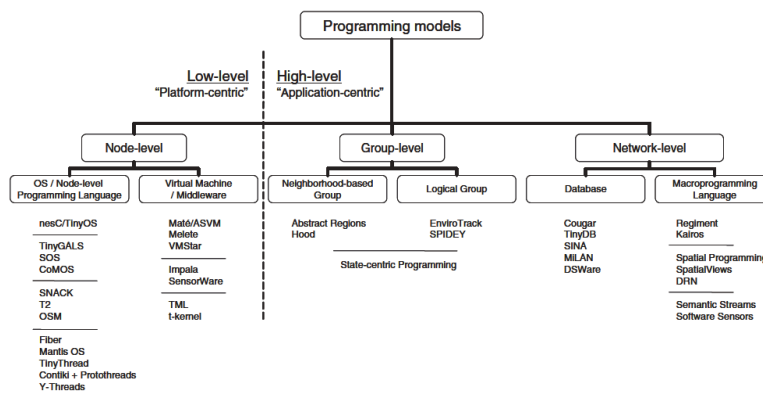 Programming models
Low-level
"Platform-centric"
High-level
"Application-centric"
Node-level
Group-level
Network-level
OS / Node-level
Programming Language
Virtual Machine
/ Middleware
Neighborhood-based
Group
Logical Group
Database
Macroprogramming
Language
nesC/TinyOS
TinyGALS
SOS
CoMOS
SNACK
T2
OSM
Fiber
Mantis OS
TinyThread
Contiki + Protothreads
Y-Threads
Maté/ASVM
Melete
VMStar
Impala
SensorWare
TML
t-kernel
Abstract Regions
Hood
EnviroTrack
SPIDEY
State-centric Programming
Cougar
TinyDB
SINA
MiLAN
DSWare
Regiment
Kairos
Spatial Programming
SpatialViews
DRN
Semantic Streams
Software Sensors